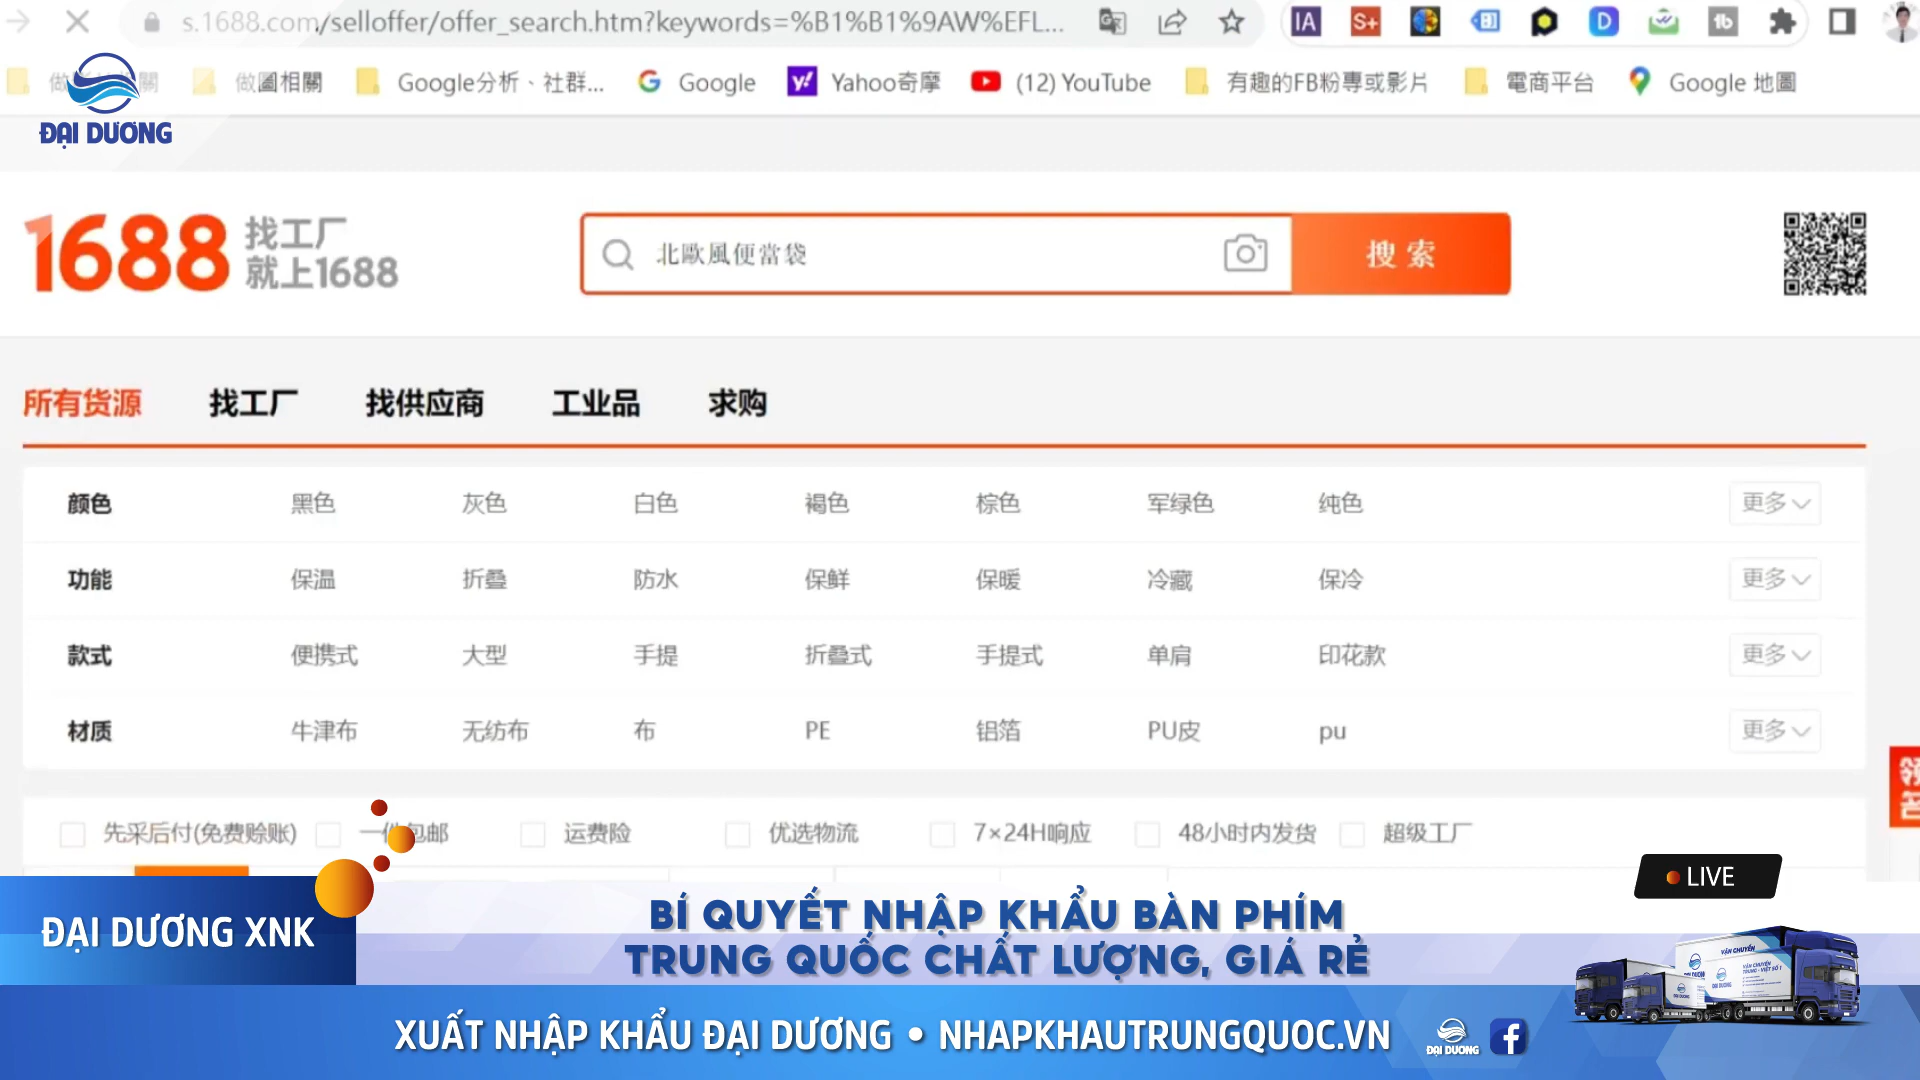 s.1688.com/selloffer/offer_search.htm?keywords=%B1%B1%9AW%EFL...
做圖相關
Google分析、社群...
Google
Yahoo奇摩
(12) YouTube
有趣的FB粉專或影片
電商平台
Google 地圖
ĐẠI DƯƠNG
1688
找工厂
就上1688
北歐風便當袋
搜索
所有货源 找工厂 找供应商 工业品 求购
颜色 黑色 灰色 白色 褐色 棕色 军绿色 纯色 更多
功能 保温 折叠 防水 保鲜 保暖 冷藏 保冷 更多
款式 便携式 大型 手提 折叠式 手提式 单肩 印花款 更多
材质 牛津布 无纺布 布 PE 铝箔 PU皮 pu 更多
先采后付(免费赊账) 一件包邮 运费险 优选物流 7×24H响应 48小时内发货 超级工厂
LIVE
ĐẠI DƯƠNG XNK
BÍ QUYẾT NHẬP KHẨU BÀN PHÍM
TRUNG QUỐC CHẤT LƯỢNG, GIÁ RẺ
VẬN CHUYỂN
XUẤT NHẬP KHẨU ĐẠI DƯƠNG • NHAPKHAUTRUNGQUOC.VN
ĐẠI DƯƠNG